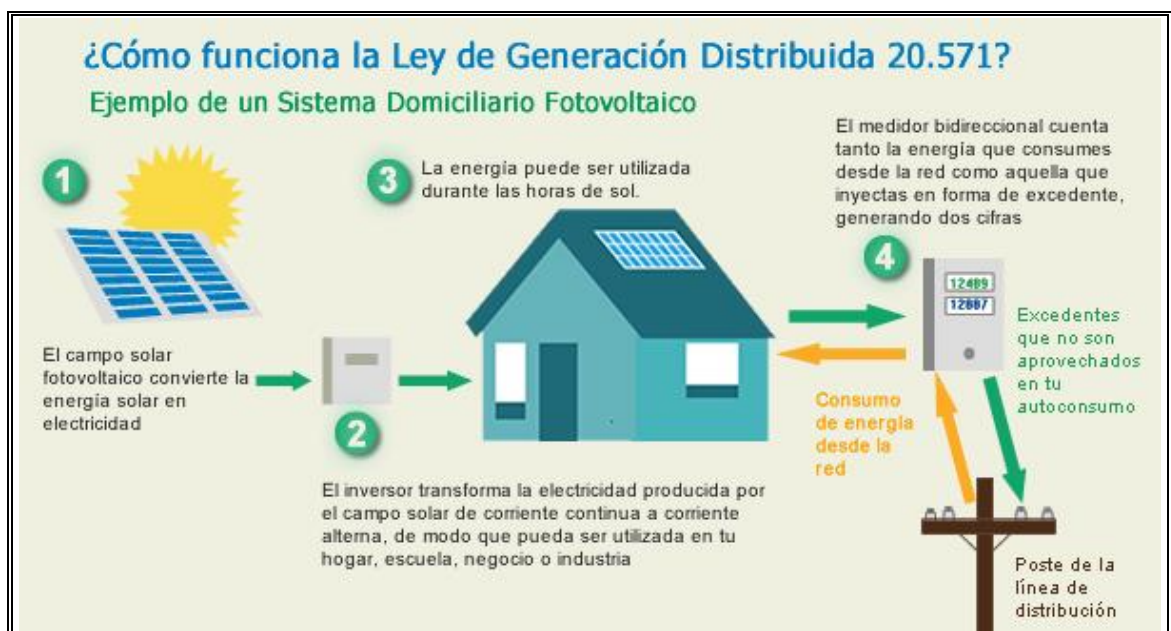 ¿Cómo funciona la Ley de Generación Distribuida 20.571?
Ejemplo de un Sistema Domiciliario Fotovoltaico
1
El campo solar
fotovoltaico convierte la
energía solar en
electricidad
2
El inversor transforma la electricidad producida por
el campo solar de corriente continua a corriente
alterna, de modo que pueda ser utilizada en tu
hogar, escuela, negocio o industria
3
La energía puede ser utilizada
durante las horas de sol.
4
El medidor bidireccional cuenta
tanto la energía que consumes
desde la red como aquella que
inyectas en forma de excedente,
generando dos cifras
12489
12887
Excedentes
que no son
aprovechados
en tu
autoconsumo
Consumo
de energía
desde la
red
Poste de la
línea de
distribución